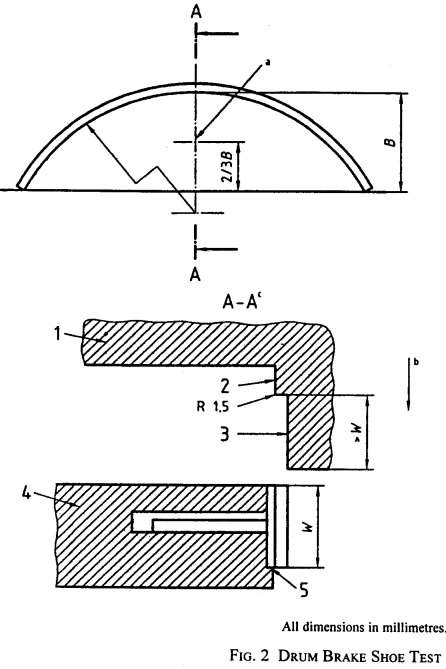 A
a
B
2/3B
A
A-Aᶜ
1
b
2
R 1,5
3
< W
4
W
5
All dimensions in millimetres.
FIG. 2 DRUM BRAKE SHOE TEST